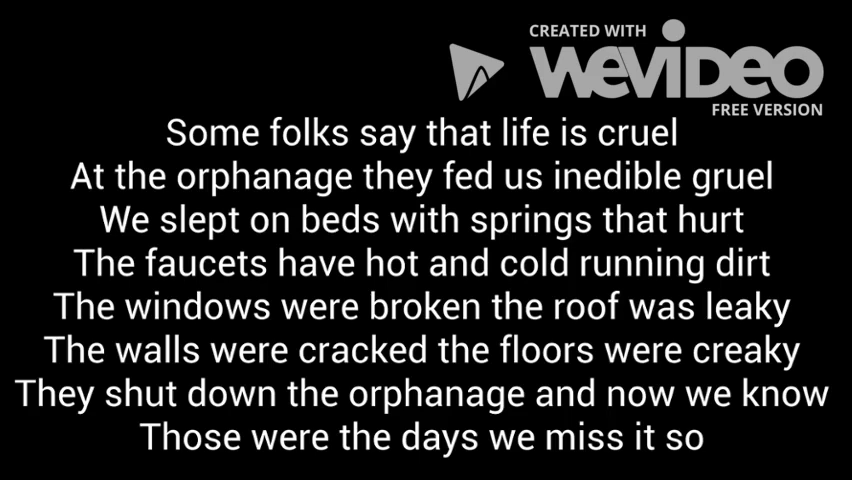 CREATED WITH
WEVIDEO
FREE VERSION
Some folks say that life is cruel
At the orphanage they fed us inedible gruel
We slept on beds with springs that hurt
The faucets have hot and cold running dirt
The windows were broken the roof was leaky
The walls were cracked the floors were creaky
They shut down the orphanage and now we know
Those were the days we miss it so